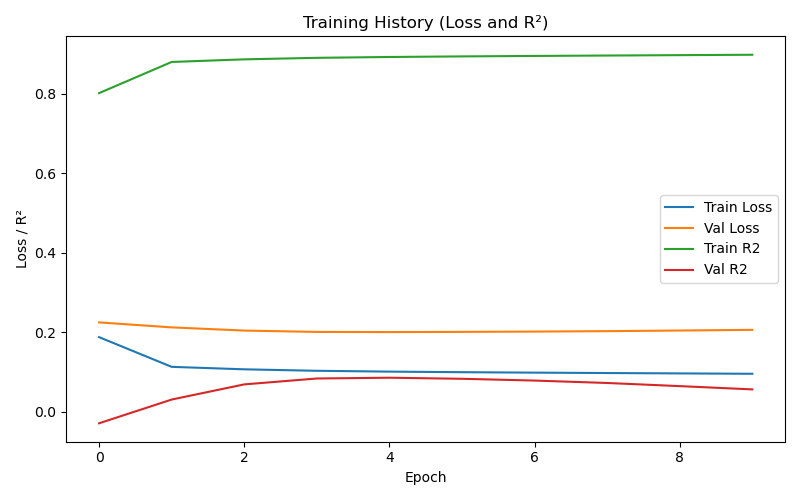 Training History (Loss and R²)
Loss / R²
0.8
0.6
0.4
0.2
0.0
Train Loss
Val Loss
Train R2
Val R2
0 2 4 6 8
Epoch